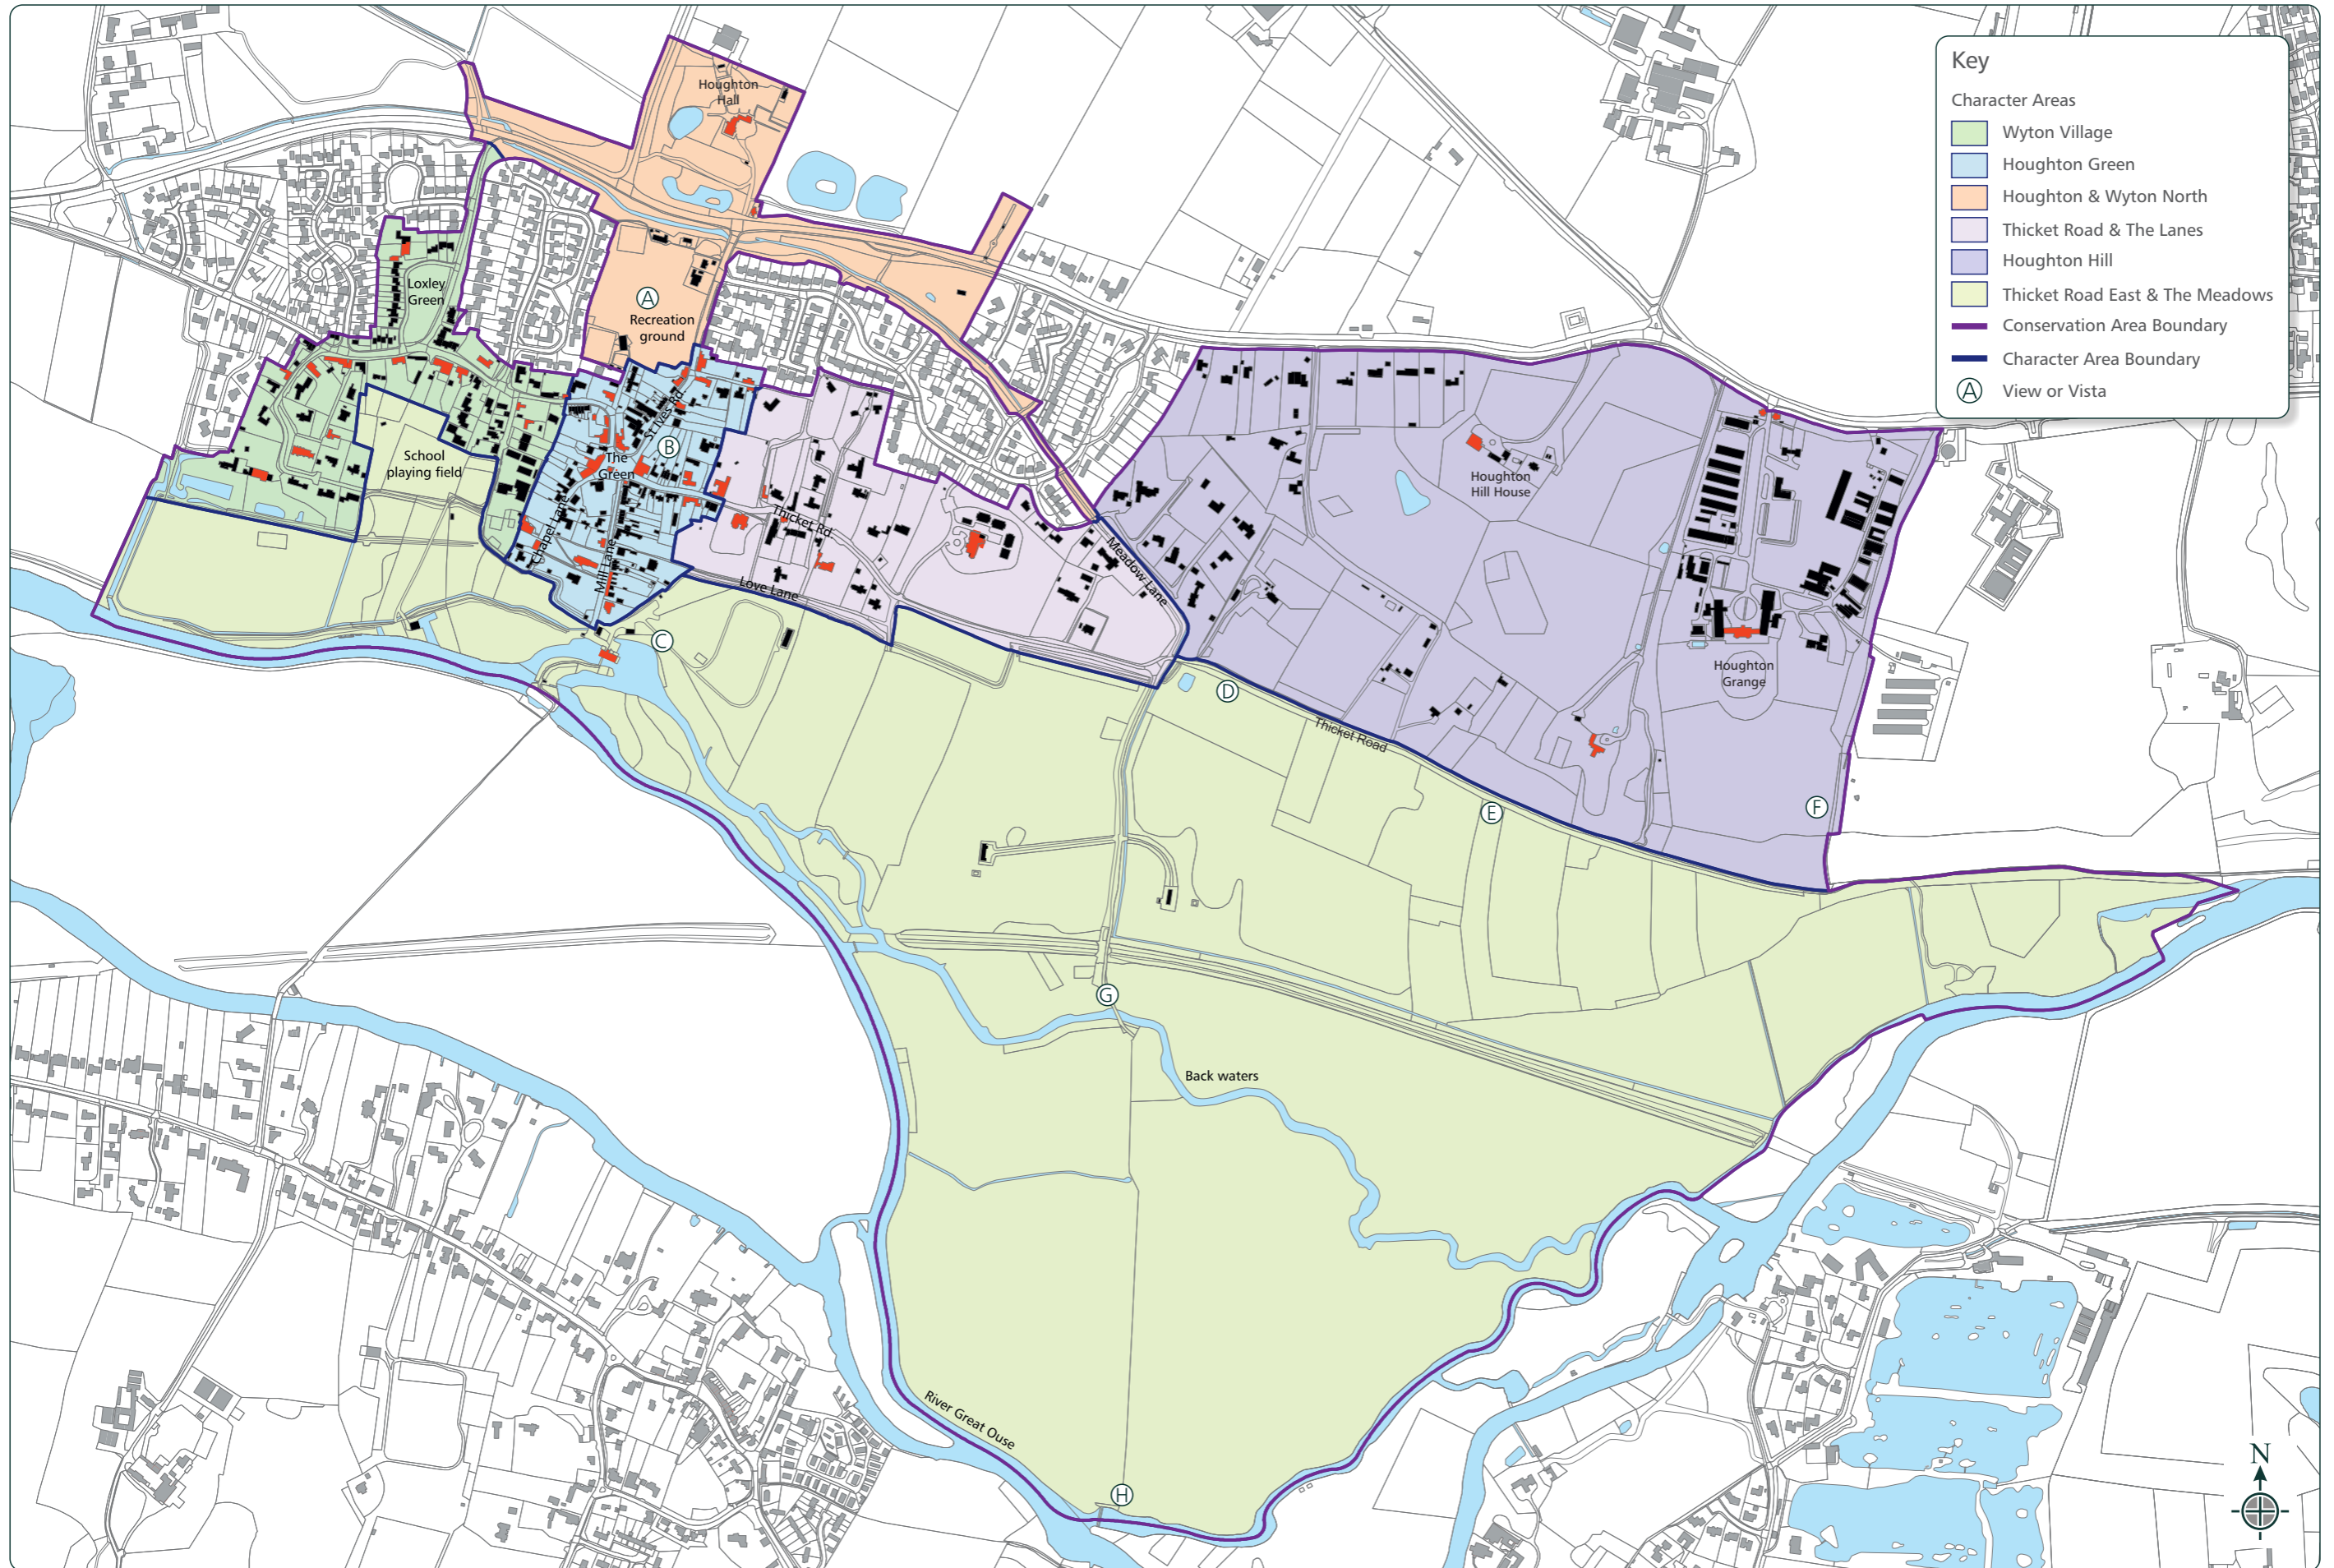 Key
Character Areas
Wyton Village
Houghton Green
Houghton & Wyton North
Thicket Road & The Lanes
Houghton Hill
Thicket Road East & The Meadows
Conservation Area Boundary
Character Area Boundary
A View or Vista
Houghton
Hall
Loxley
Green
A
Recreation
ground
St Ives Rd
B
The
Green
School
playing field
Chapel Lane
Mill Lane
Thicket Rd
Love Lane
Meadow Lane
Houghton
Hill House
Houghton
Grange
C
D
Thicket Road
E
F
G
Back waters
River Great Ouse
H
N